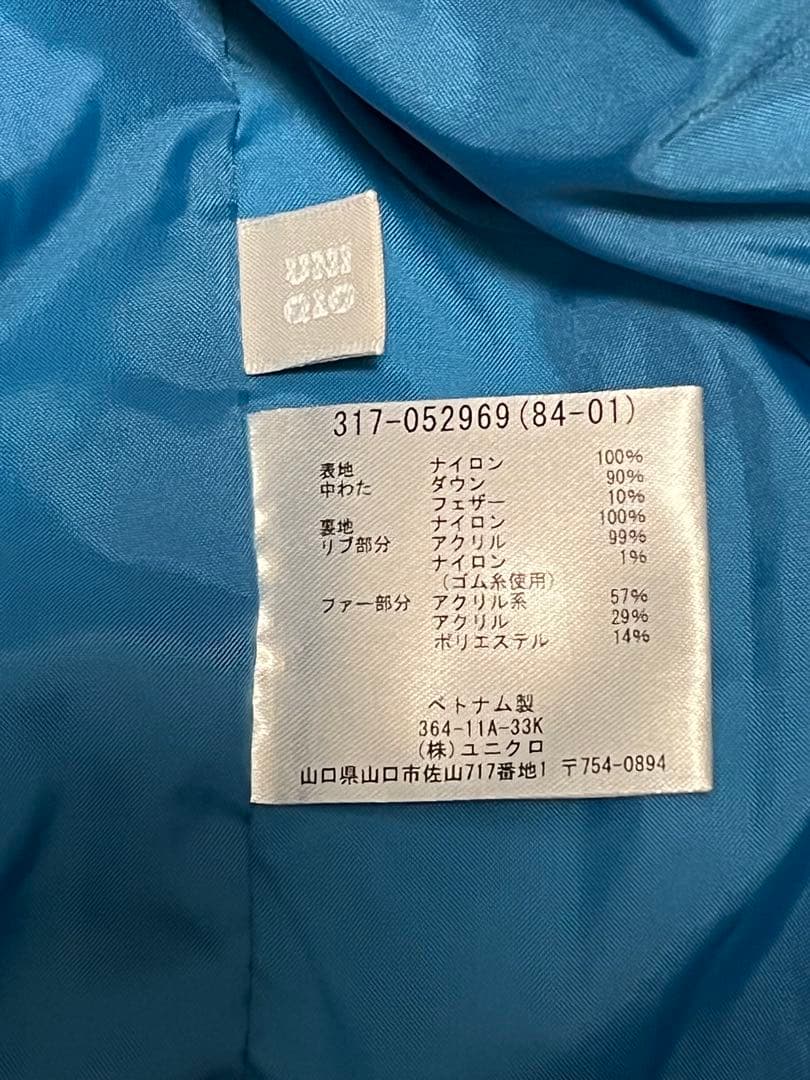 UNI
QLO
317-052969(84-01)
表地 ナイロン 100%
中わた ダウン 90%
フェザー 10%
裏地 ナイロン 100%
リブ部分 アクリル 99%
ナイロン 1%
(ゴム糸使用)
ファー部分 アクリル系 57%
アクリル 29%
ポリエステル 14%
ベトナム製
364-11A-33K
(株)ユニクロ
山口県山口市佐山717番地1 〒754-0894